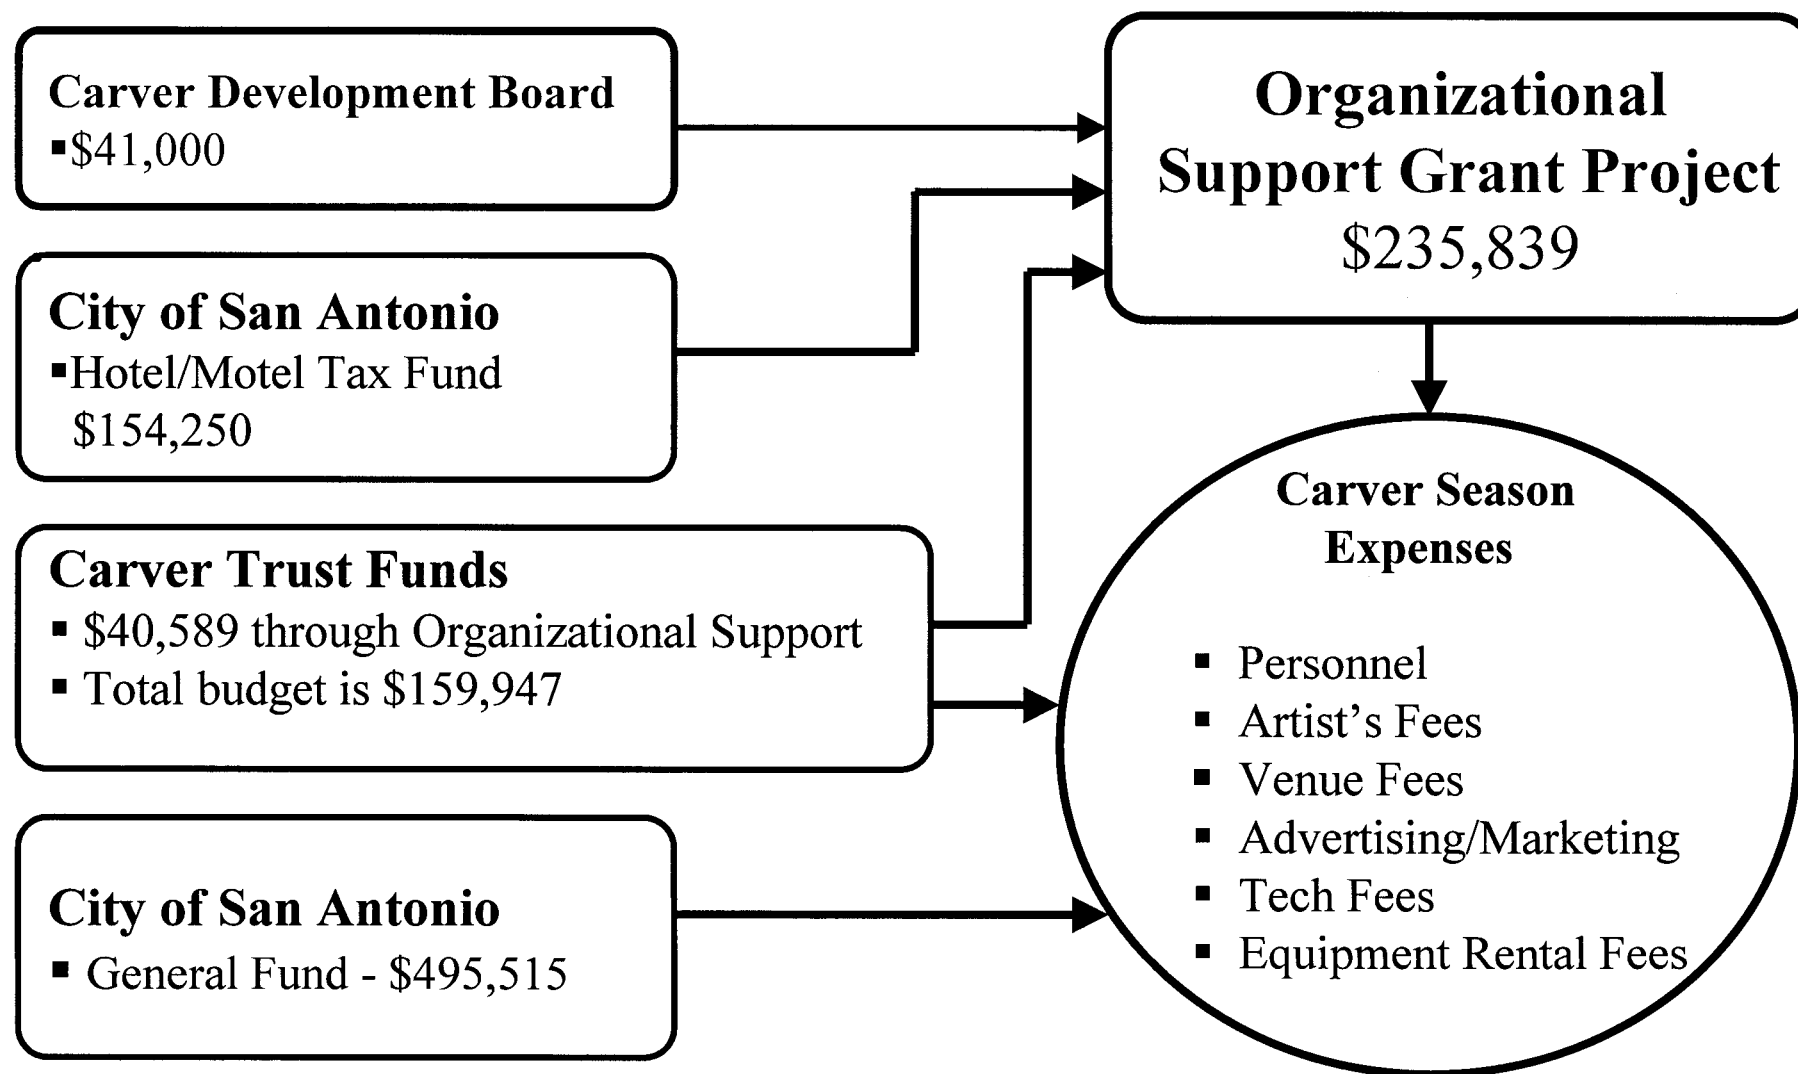 Carver Development Board
▪$41,000
City of San Antonio
▪Hotel/Motel Tax Fund
$154,250
Carver Trust Funds
▪ $40,589 through Organizational Support
▪ Total budget is $159,947
City of San Antonio
▪ General Fund - $495,515
Organizational
Support Grant Project
$235,839
Carver Season
Expenses
▪ Personnel
▪ Artist's Fees
▪ Venue Fees
▪ Advertising/Marketing
▪ Tech Fees
▪ Equipment Rental Fees